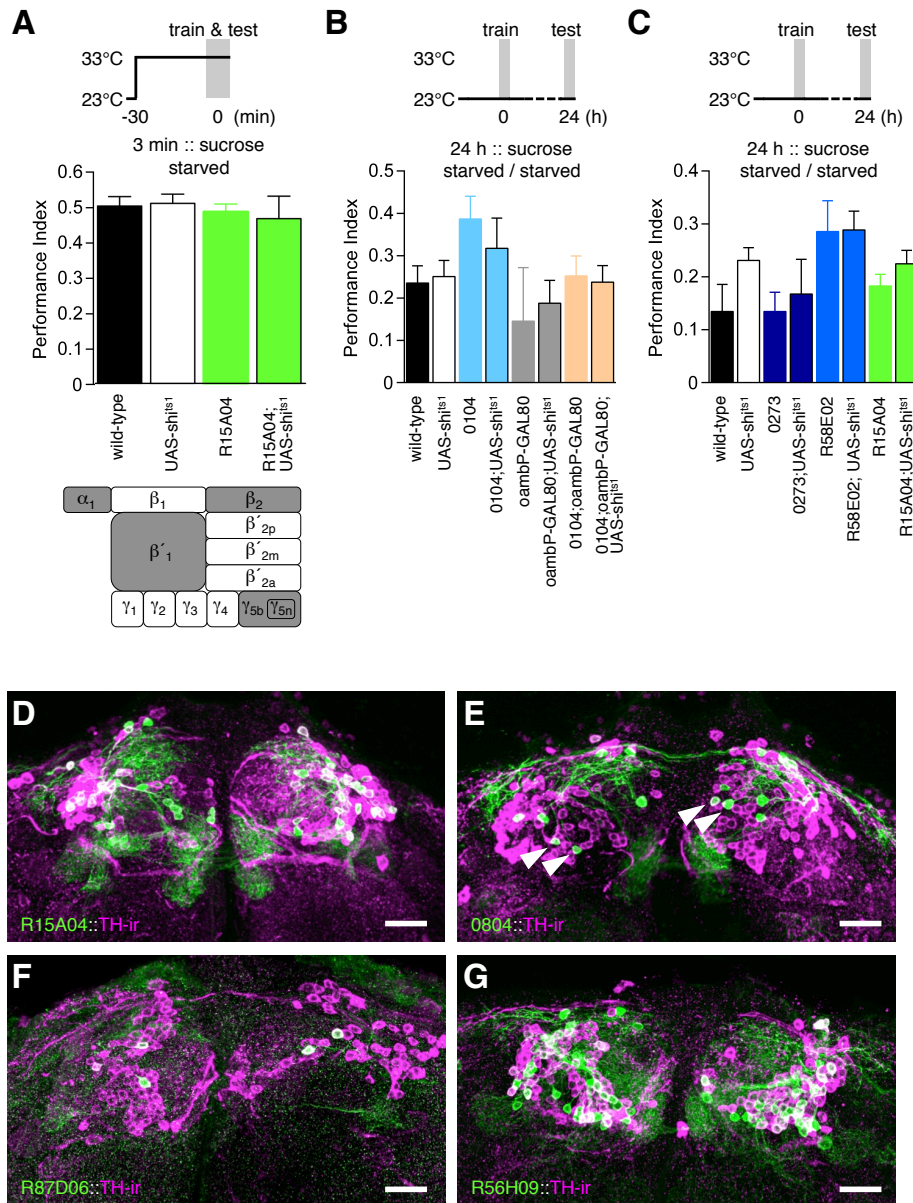 A
train & test
33°C
23°C
-30 0 (min)
3 min :: sucrose
starved
Performance Index
0.6
0.5
0.4
0.3
0.2
0.1
0
wild-type
UAS-shi^ts1
R15A04
R15A04;
UAS-shi^ts1
α1 β1 β2
β´1
β´2p
β´2m
β´2a
γ1 γ2 γ3 γ4 γ5b γ5n
B
train test
33°C
23°C
0 24 (h)
24 h :: sucrose
starved / starved
Performance Index
0.4
0.3
0.2
0.1
0
wild-type
UAS-shi^ts1
0104
0104;UAS-shi^ts1
oambP-GAL80
oambP-GAL80;UAS-shi^ts1
0104;oambP-GAL80
0104;oambP-GAL80;
UAS-shi^ts1
C
train test
33°C
23°C
0 24 (h)
24 h :: sucrose
starved / starved
Performance Index
0.4
0.3
0.2
0.1
0
wild-type
UAS-shi^ts1
0273
0273;UAS-shi^ts1
R58E02
R58E02; UAS-shi^ts1
R15A04
R15A04;UAS-shi^ts1
D
R15A04::TH-ir
E
0804::TH-ir
F
R87D06::TH-ir
G
R56H09::TH-ir